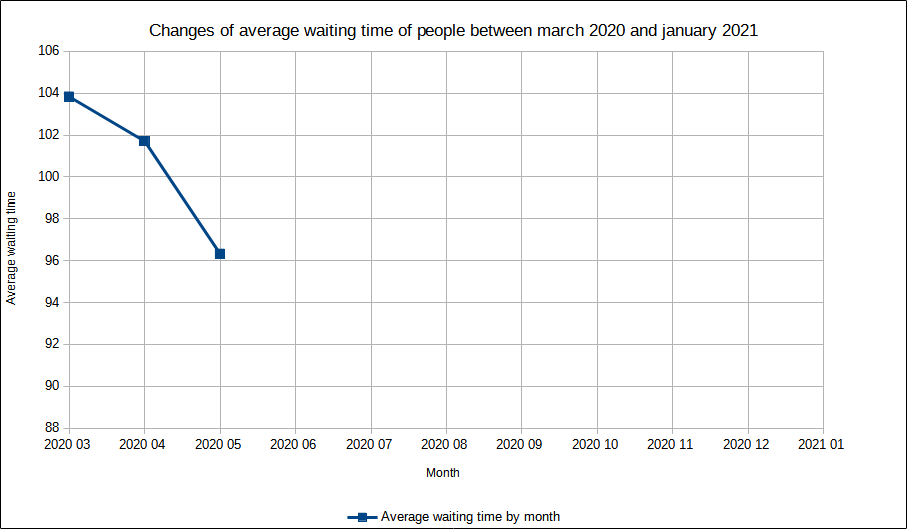 Changes of average waiting time of people between march 2020 and january 2021
106
104
102
100
98
96
94
92
90
88
Average waiting time
2020 03 2020 04 2020 05 2020 06 2020 07 2020 08 2020 09 2020 10 2020 11 2020 12 2021 01
Month
Average waiting time by month